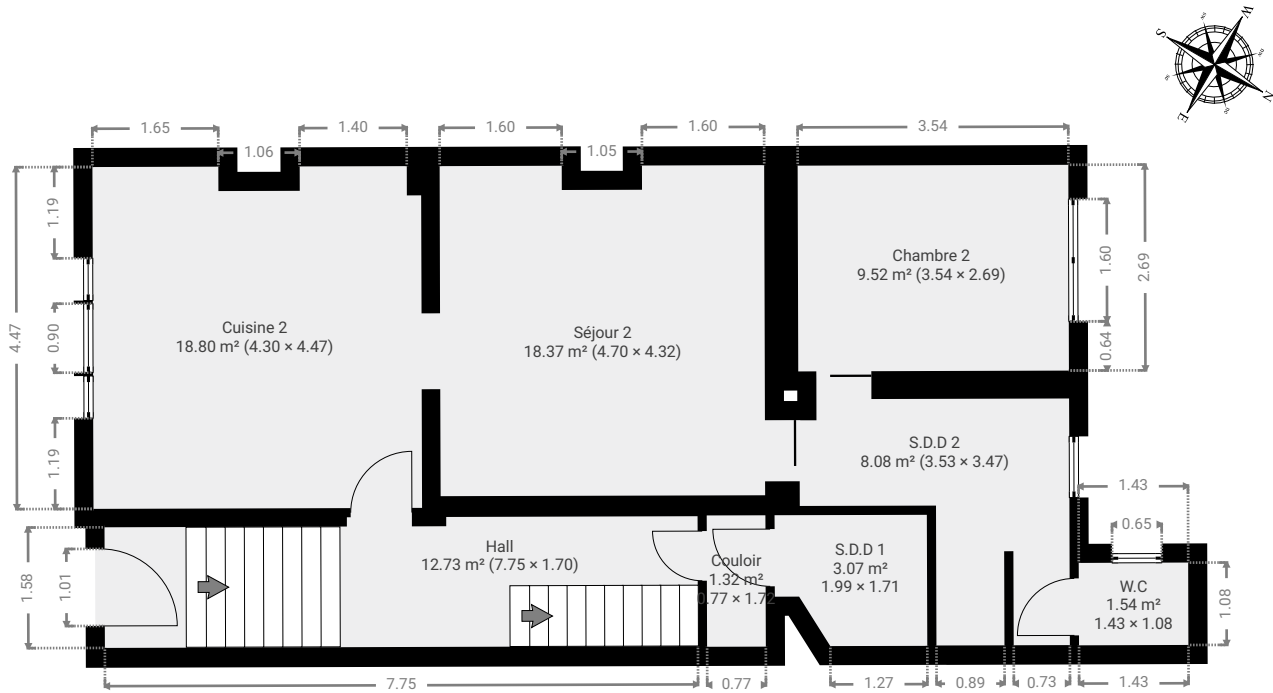 W
S
N
E
1.65
1.40
1.60
1.60
3.54
1.06
1.05
1.19
4.47
0.90
1.19
1.60
2.69
0.64
Chambre 2
9.52 m² (3.54 × 2.69)
Cuisine 2
18.80 m² (4.30 × 4.47)
Séjour 2
18.37 m² (4.70 × 4.32)
S.D.D 2
8.08 m² (3.53 × 3.47)
1.43
0.65
Hall
12.73 m² (7.75 × 1.70)
Couloir
1.32 m²
0.77 × 1.72
S.D.D 1
3.07 m²
1.99 × 1.71
W.C
1.54 m²
1.43 × 1.08
1.58
1.01
1.08
7.75
0.77
1.27
0.89
0.73
1.43